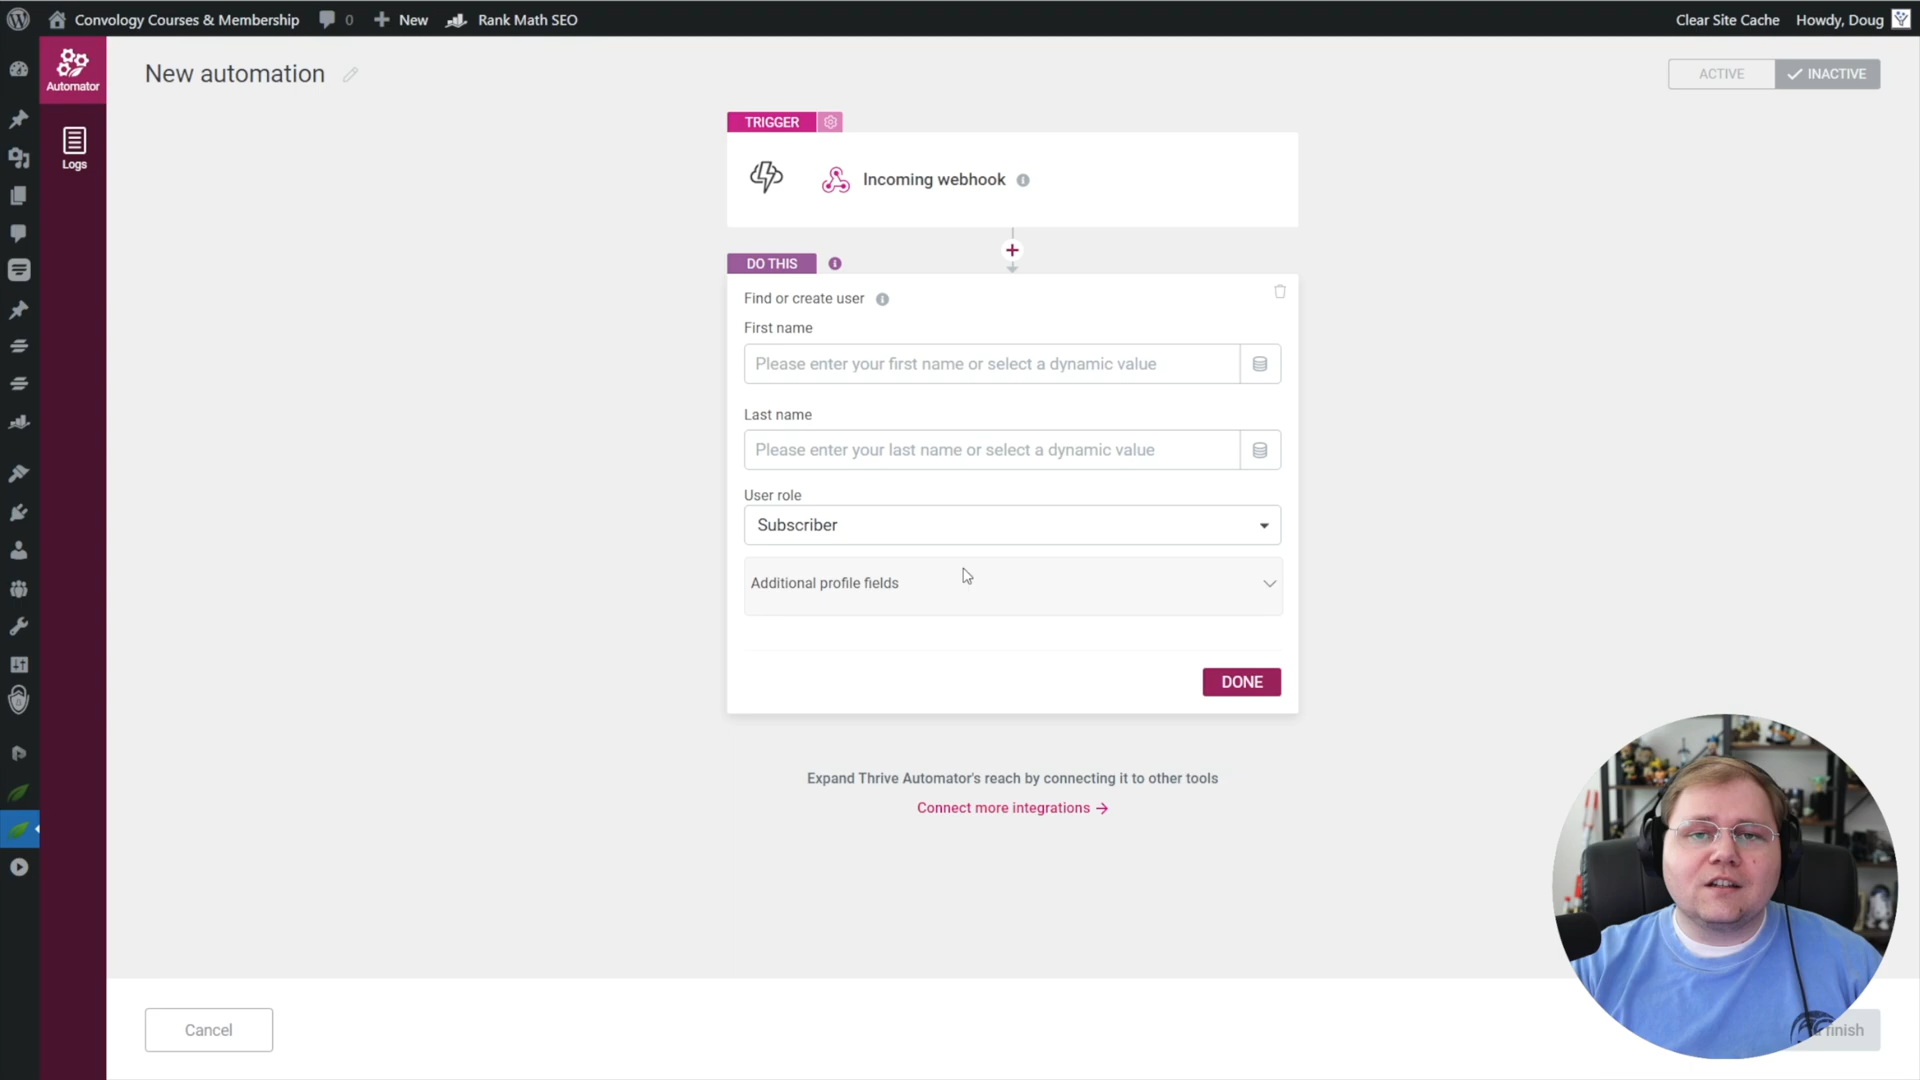 Convology Courses & Membership
0
New
Rank Math SEO
Clear Site Cache
Howdy, Doug
Automator
Logs
New automation
ACTIVE
INACTIVE
TRIGGER
Incoming webhook
DO THIS
Find or create user
First name
Please enter your first name or select a dynamic value
Last name
Please enter your last name or select a dynamic value
User role
Subscriber
Additional profile fields
DONE
Expand Thrive Automator's reach by connecting it to other tools
Connect more integrations →
Cancel
finish